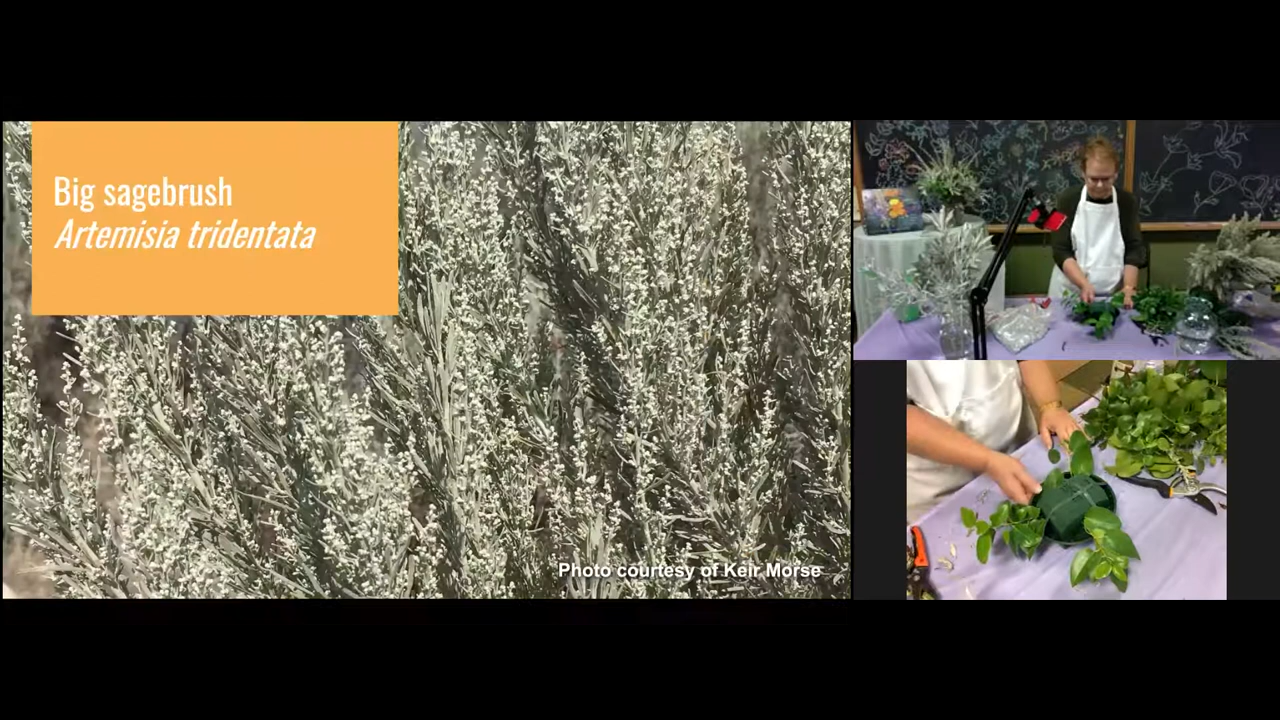 Big sagebrush
Artemisia tridentata
Photo courtesy of Keir Morse